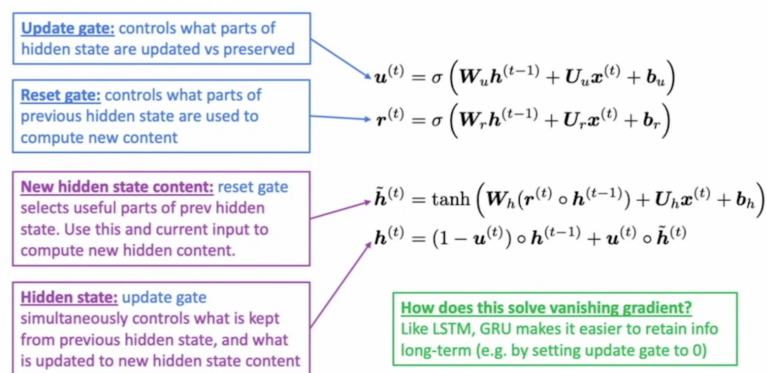 Update gate: controls what parts of
hidden state are updated vs preserved
Reset gate: controls what parts of
previous hidden state are used to
compute new content
New hidden state content: reset gate
selects useful parts of prev hidden
state. Use this and current input to
compute new hidden content.
Hidden state: update gate
simultaneously controls what is kept
from previous hidden state, and what
is updated to new hidden state content
u⁽ᵗ⁾ = σ (W_u h⁽ᵗ⁻¹⁾ + U_u x⁽ᵗ⁾ + b_u)
r⁽ᵗ⁾ = σ (W_r h⁽ᵗ⁻¹⁾ + U_r x⁽ᵗ⁾ + b_r)
h̃⁽ᵗ⁾ = tanh (W_h(r⁽ᵗ⁾ ∘ h⁽ᵗ⁻¹⁾) + U_h x⁽ᵗ⁾ + b_h)
h⁽ᵗ⁾ = (1 − u⁽ᵗ⁾) ∘ h⁽ᵗ⁻¹⁾ + u⁽ᵗ⁾ ∘ h̃⁽ᵗ⁾
How does this solve vanishing gradient?
Like LSTM, GRU makes it easier to retain info
long-term (e.g. by setting update gate to 0)